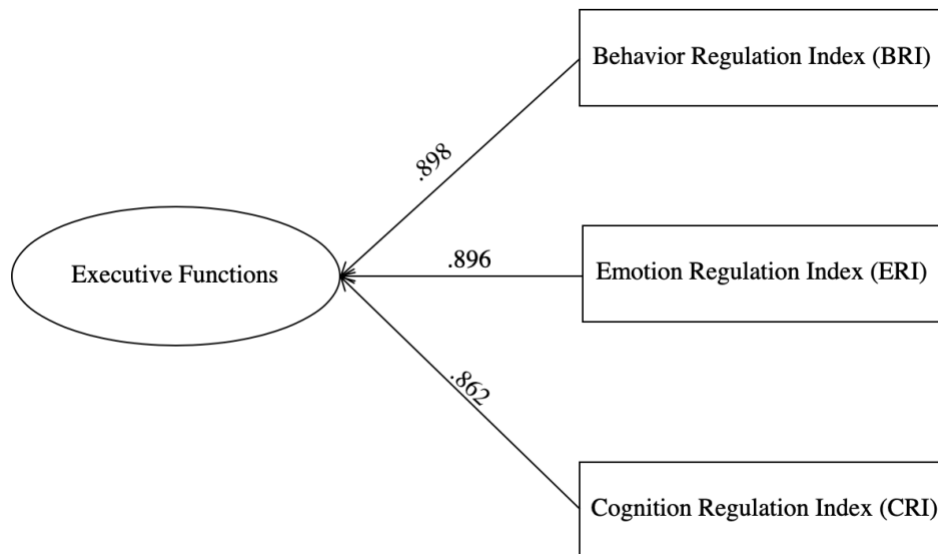 Behavior Regulation Index (BRI)
.898
Executive Functions
.896
Emotion Regulation Index (ERI)
.862
Cognition Regulation Index (CRI)